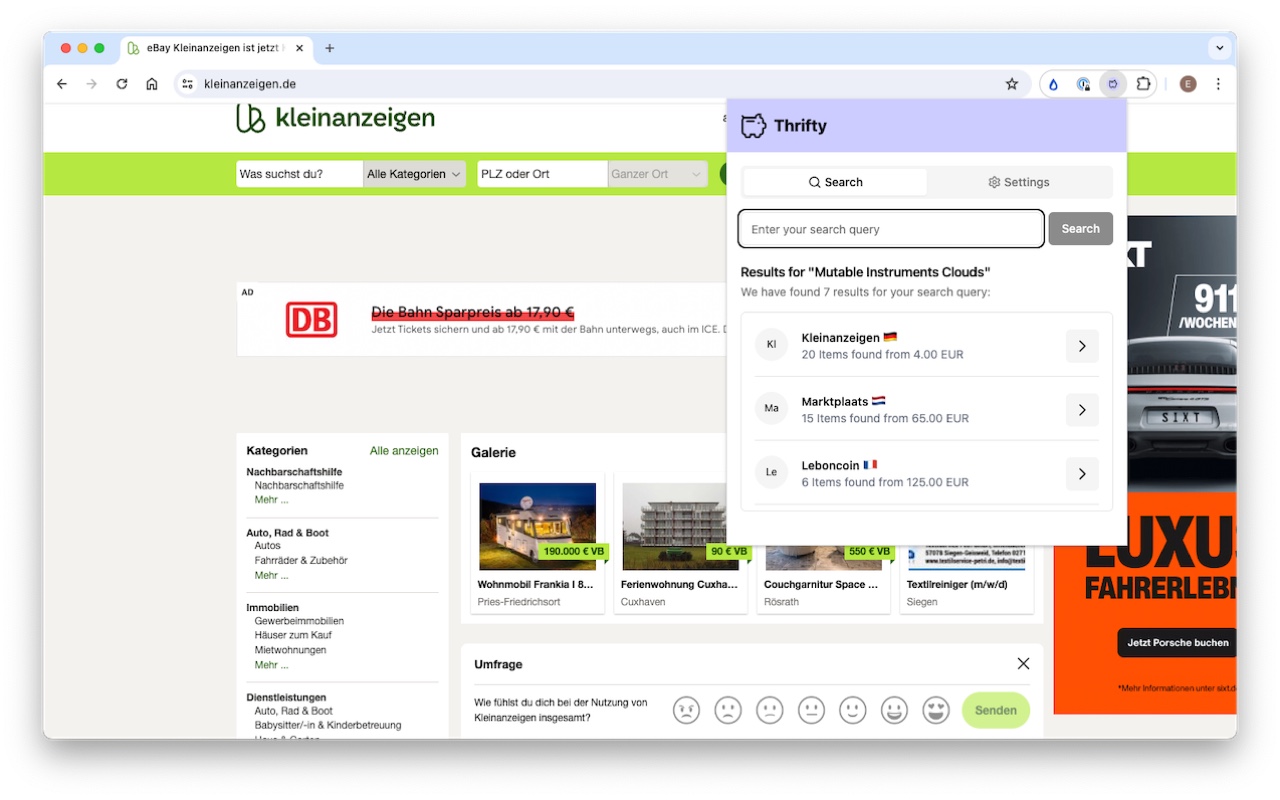 eBay Kleinanzeigen ist jetzt
kleinanzeigen.de
E
kleinanzeigen
Thrifty
Was suchst du?
Alle Kategorien
PLZ oder Ort
Ganzer Ort
Search
Settings
Enter your search query
Search
Results for "Mutable Instruments Clouds"
We have found 7 results for your search query:
Kl
Kleinanzeigen
20 Items found from 4.00 EUR
Ma
Marktplaats
15 Items found from 65.00 EUR
Le
Leboncoin
6 Items found from 125.00 EUR
AD
DB
Die Bahn Sparpreis ab 17,90 €
Jetzt Tickets sichern und ab 17,90 € mit der Bahn unterwegs, auch im ICE.
Kategorien
Alle anzeigen
Nachbarschaftshilfe
Nachbarschaftshilfe
Mehr ...
Auto, Rad & Boot
Autos
Fahrräder & Zubehör
Mehr ...
Immobilien
Gewerbeimmobilien
Häuser zum Kauf
Mietwohnungen
Mehr ...
Dienstleistungen
Auto, Rad & Boot
Babysitter/-in & Kinderbetreuung
Haus & Garten
Galerie
190.000 € VB
Wohnmobil Frankia I 8...
Pries-Friedrichsort
90 € VB
Ferienwohnung Cuxha...
Cuxhaven
550 € VB
Couchgarnitur Space ...
Rösrath
57078 Siegen-Geisweid, Telefon 0271
Textilreiniger (m/w/d)
Siegen
Umfrage
Wie fühlst du dich bei der Nutzung von
Kleinanzeigen insgesamt?
Senden
XT
911
/WOCHEN
SIXT
LUXUS
FAHRERLEBN
Jetzt Porsche buchen
*Mehr Informationen unter sixt.d